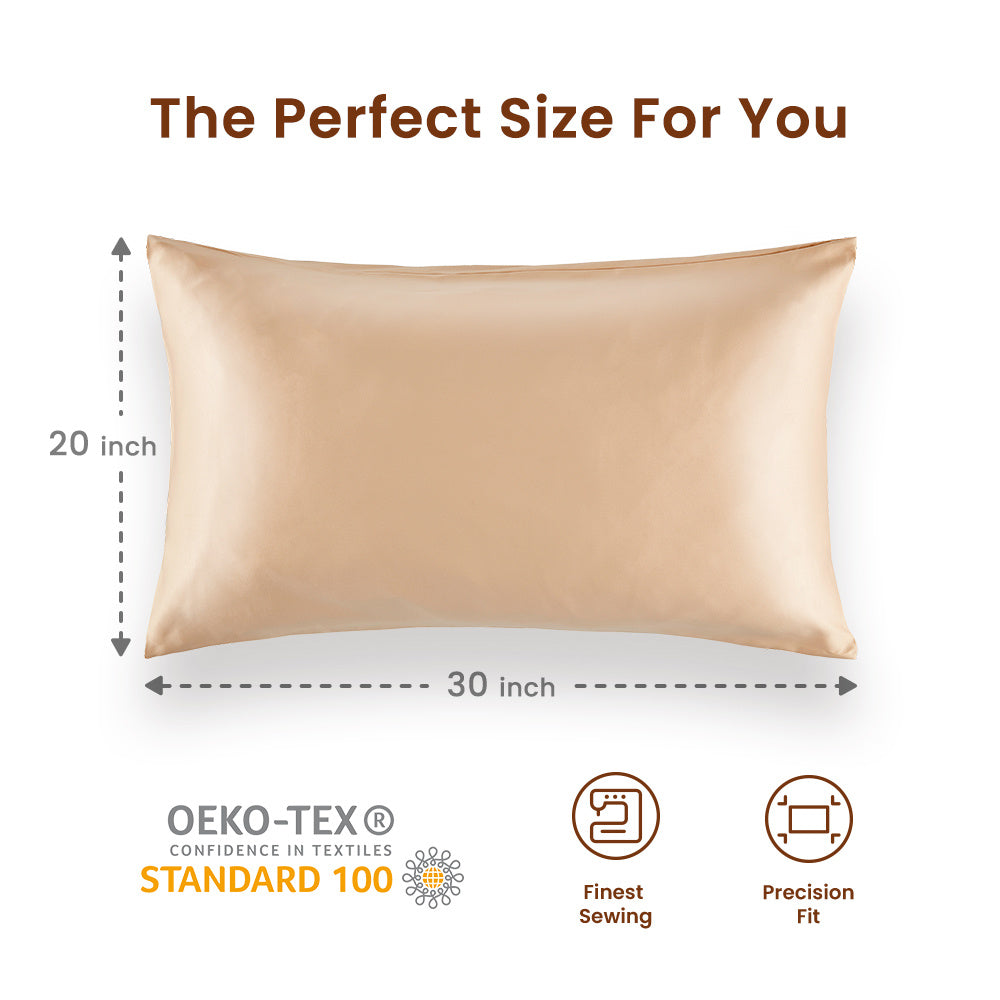 The Perfect Size For You
20 inch
30 inch
OEKO-TEX®
CONFIDENCE IN TEXTILES
STANDARD 100
Finest
Sewing
Precision
Fit